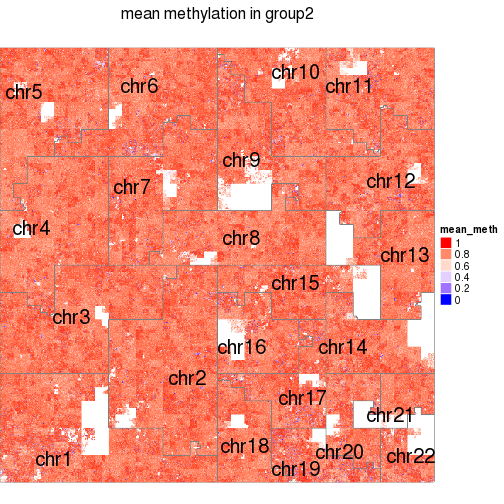 mean methylation in group2
chr10
chr5
chr6
chr11
chr9
chr7
chr12
chr4
chr8
chr13
chr15
chr3
chr16
chr14
chr2
chr17
chr21
chr18
chr20
chr1
chr19
chr22
mean_meth
1
0.8
0.6
0.4
0.2
0